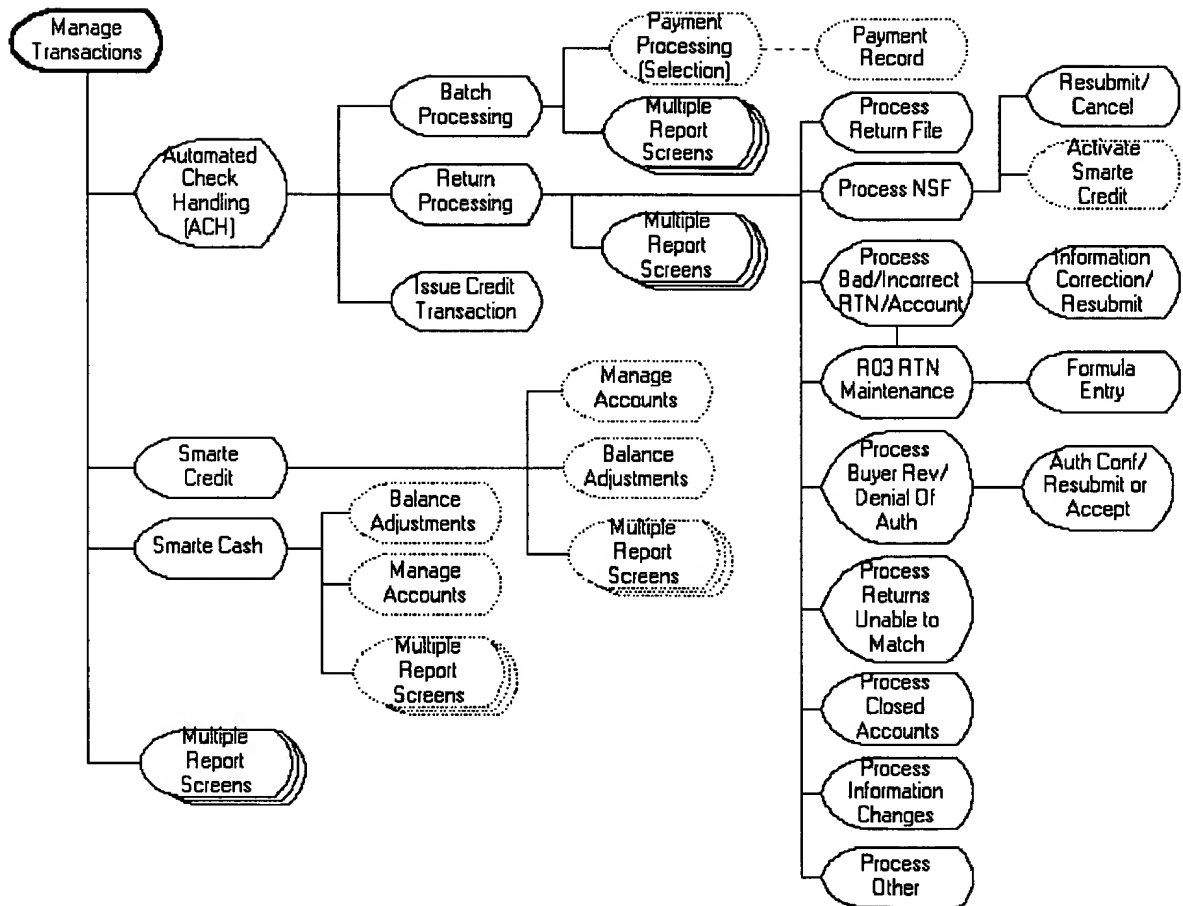 Manage
Transactions
Automated
Check
Handling
(ACH)
Batch
Processing
Payment
Processing
(Selection)
Payment
Record
Multiple
Report
Screens
Return
Processing
Multiple
Report
Screens
Issue Credit
Transaction
Process
Return File
Process NSF
Resubmit/
Cancel
Activate
Smarte
Credit
Process
Bad/Incorrect
RTN/Account
Information
Correction/
Resubmit
R03 RTN
Maintenance
Formula
Entry
Process
Buyer Rev/
Denial Of
Auth
Auth Conf/
Resubmit or
Accept
Process
Returns
Unable to
Match
Process
Closed
Accounts
Process
Information
Changes
Process
Other
Smarte
Credit
Manage
Accounts
Balance
Adjustments
Multiple
Report
Screens
Smarte Cash
Balance
Adjustments
Manage
Accounts
Multiple
Report
Screens
Multiple
Report
Screens